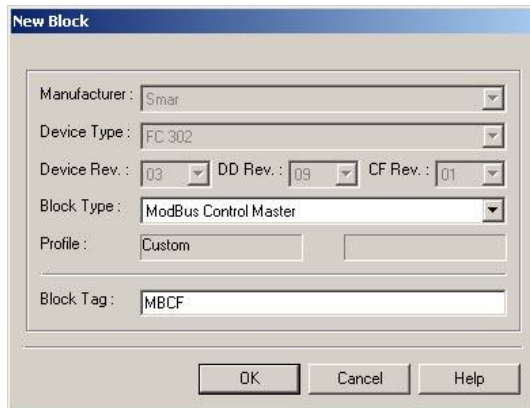 New Block
Manufacturer : Smar
Device Type : FC 302
Device Rev. : 03 DD Rev. : 09 CF Rev. : 01
Block Type : ModBus Control Master
Profile : Custom
Block Tag : MBCF
OK Cancel Help